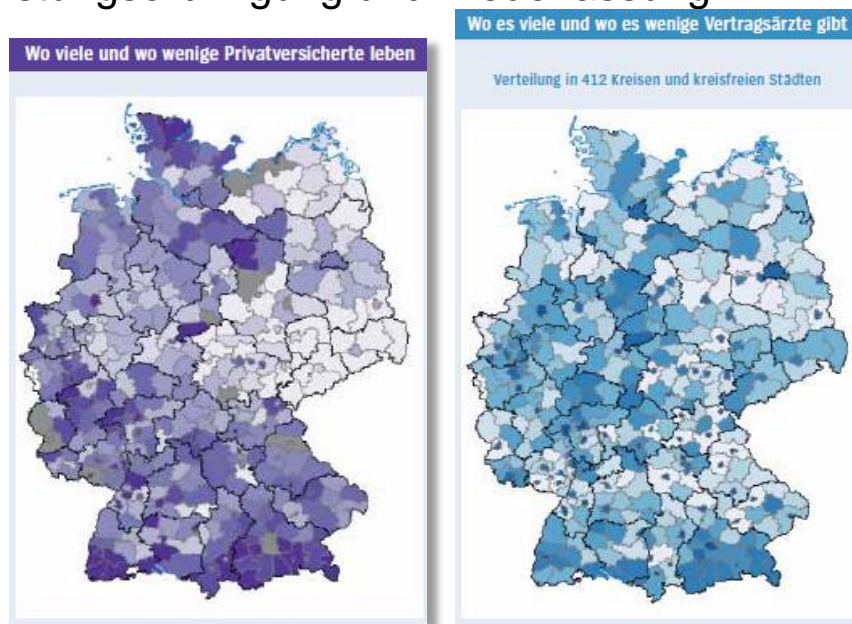 Wo viele und wo wenige Privatversicherte leben
Wo es viele und wo es wenige Vertragsärzte gibt
Verteilung in 412 Kreisen und kreisfreien Städten